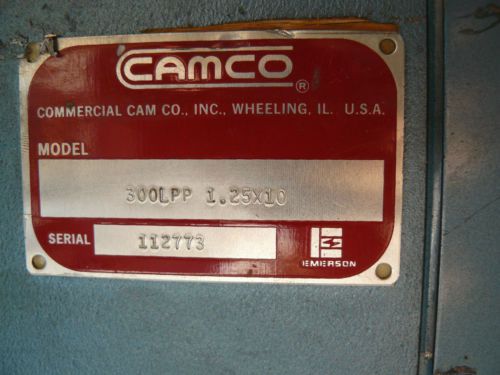 CAMCO®
COMMERCIAL CAM CO., INC., WHEELING, IL. U.S.A.
MODEL
300LPP 1.25X10
SERIAL 112773
EMERSON